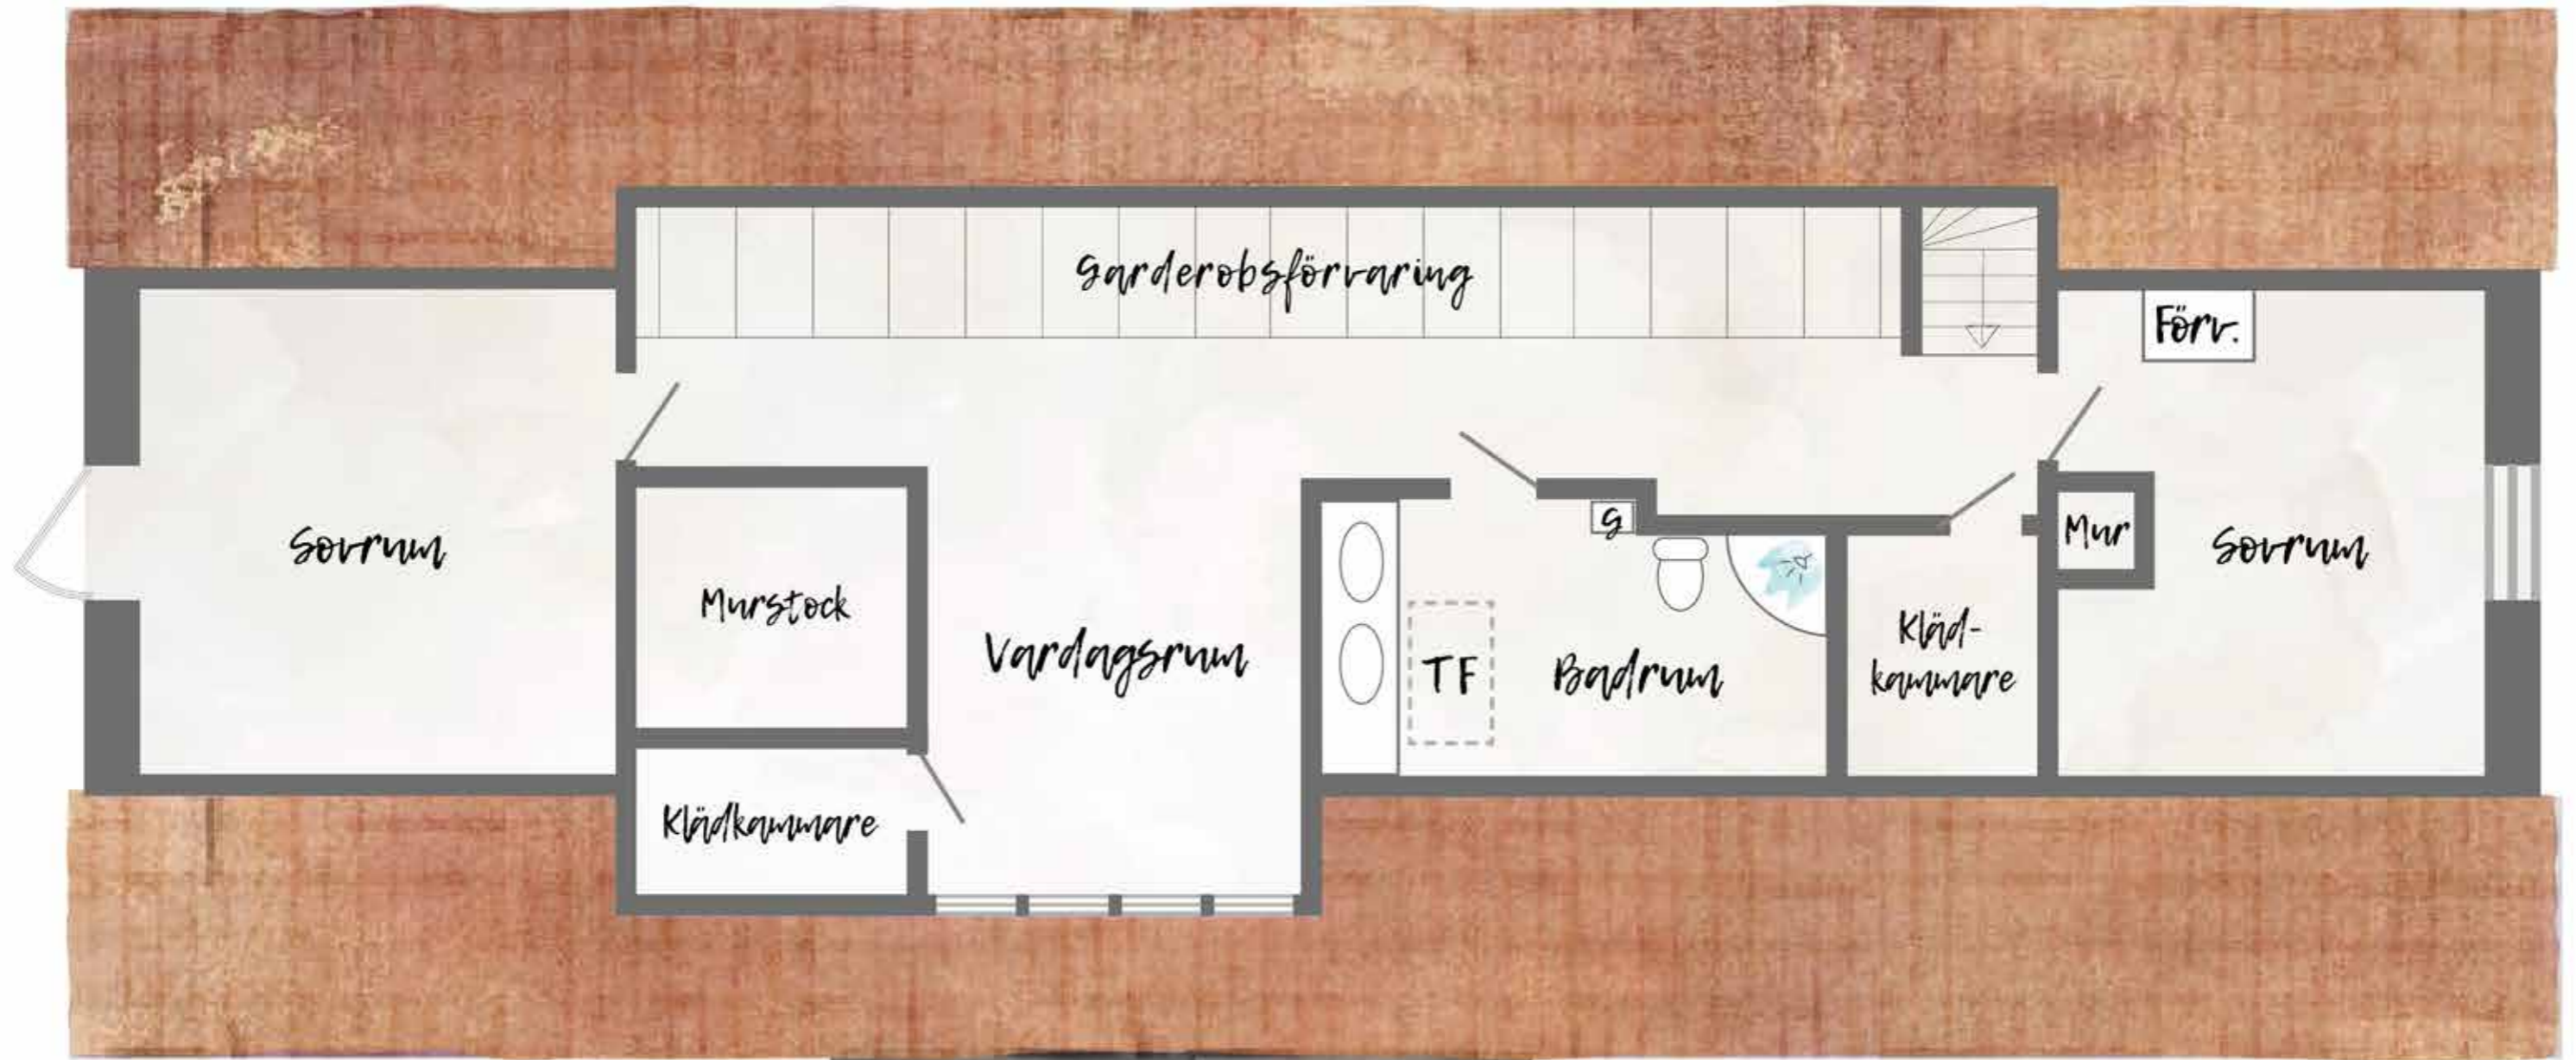 Garderobsförvaring
Förv.
G
Mur
Sovrum
Sovrum
Murstock
Kläd-
kammare
Vardagsrum
TF
Badrum
Klädkammare